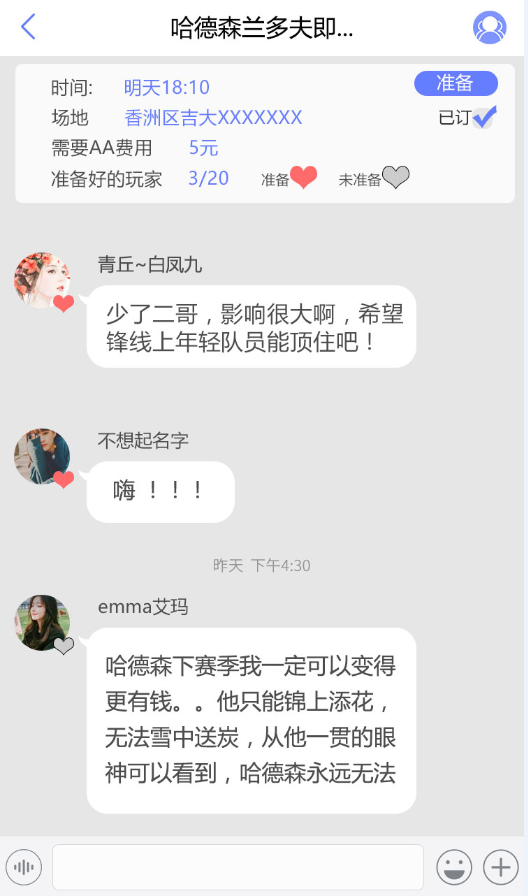 哈德森兰多夫即...
时间: 明天18:10 准备
场地 香洲区吉大XXXXXXX 已订
需要AA费用 5元
准备好的玩家 3/20 准备 未准备
青丘~白凤九
少了二哥，影响很大啊，希望
锋线上年轻队员能顶住吧！
不想起名字
嗨 ！！！
昨天 下午4:30
emma艾玛
哈德森下赛季我一定可以变得
更有钱。。他只能锦上添花，
无法雪中送炭，从他一贯的眼
神可以看到，哈德森永远无法